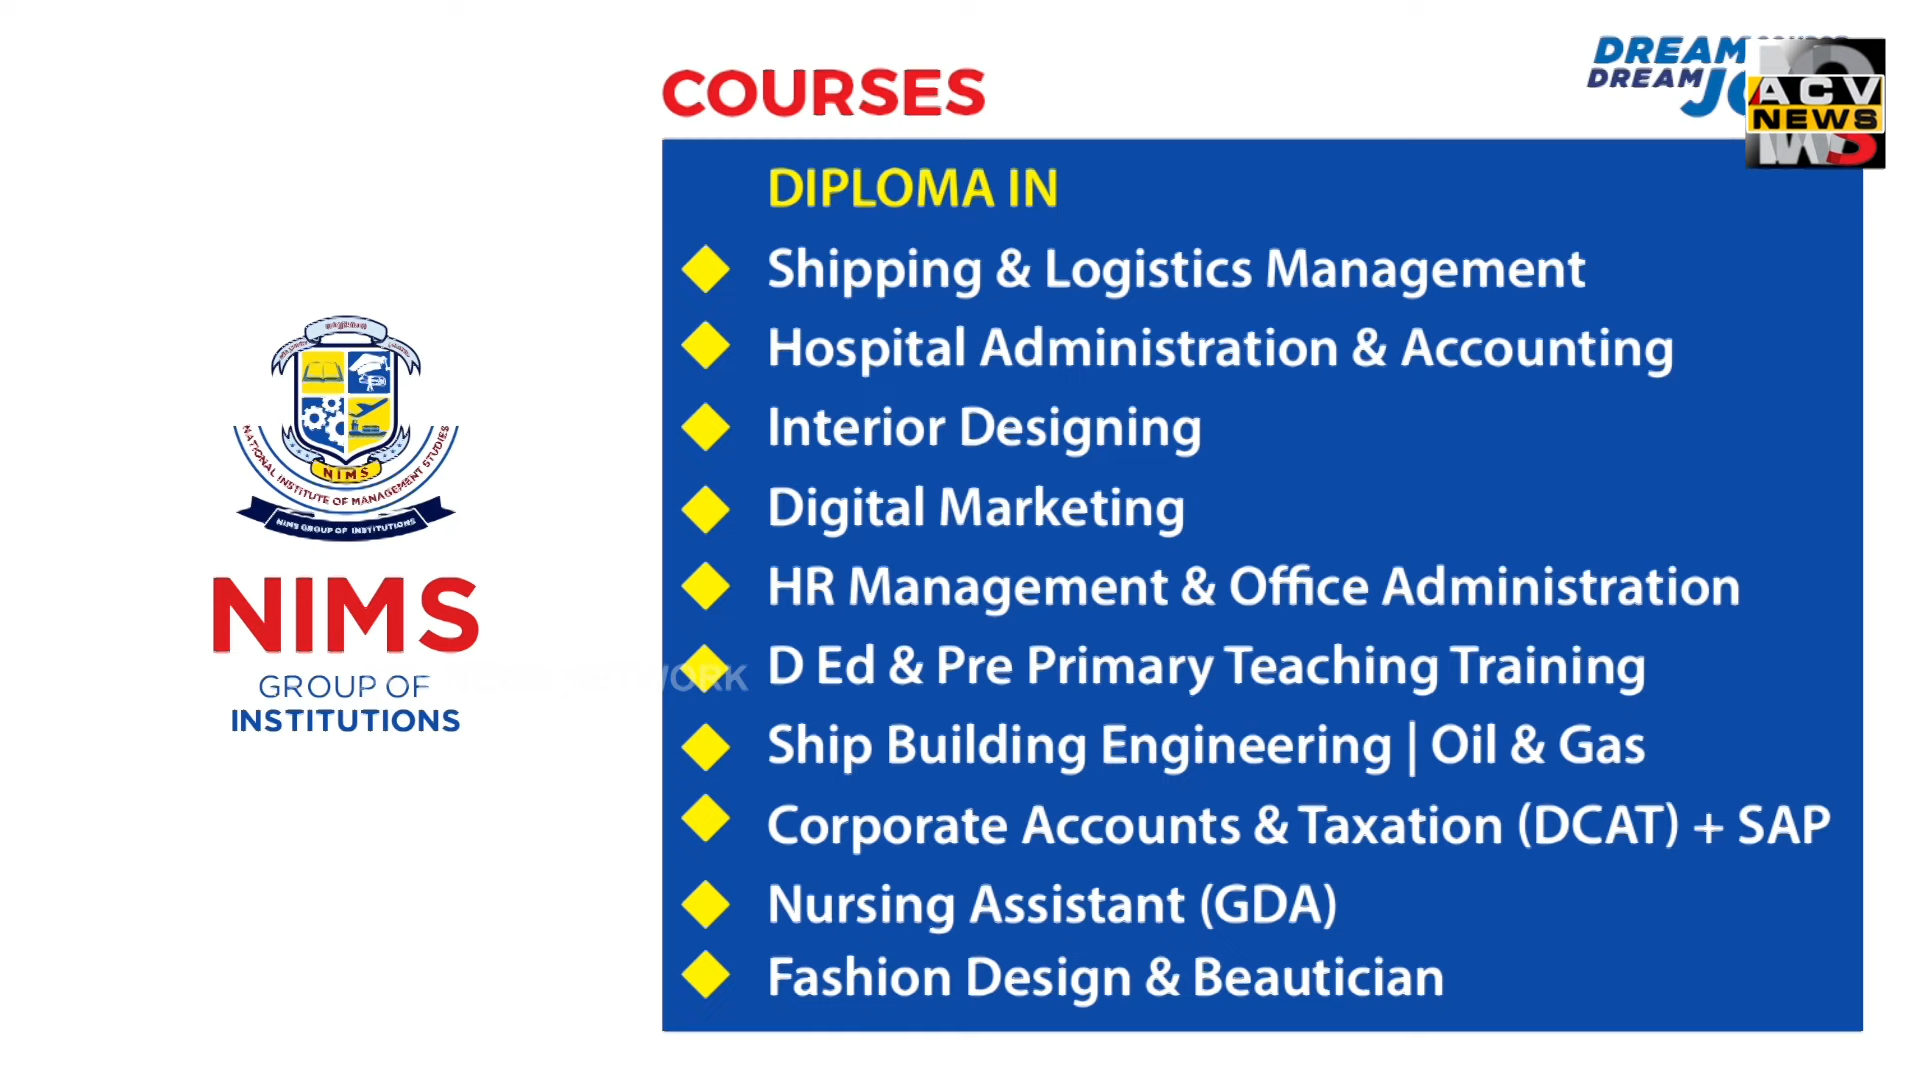 COURSES
DREAM
DREAM
ACV
NEWS
DIPLOMA IN
Shipping & Logistics Management
Hospital Administration & Accounting
Interior Designing
Digital Marketing
HR Management & Office Administration
D Ed & Pre Primary Teaching Training
Ship Building Engineering | Oil & Gas
Corporate Accounts & Taxation (DCAT) + SAP
Nursing Assistant (GDA)
Fashion Design & Beautician
NIMS
NATIONAL INSTITUTE OF MANAGEMENT STUDIES
NIMS GROUP OF INSTITUTIONS
NIMS
GROUP OF
INSTITUTIONS